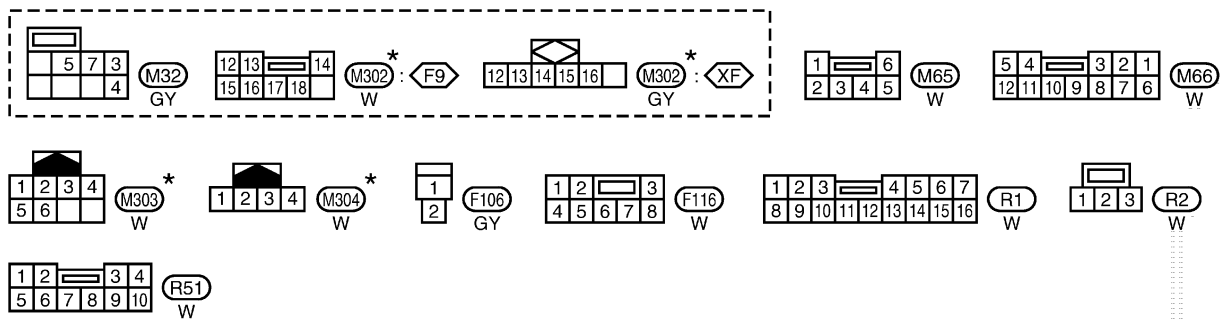 5 7 3
4
M32
GY
12 13 14
15 16 17 18
*
M302 : F9
W
12 13 14 15 16
*
M302 : XF
GY
1 6
2 3 4 5
M65
W
5 4 3 2 1
12 11 10 9 8 7 6
M66
W
1 2 3 4
5 6
*
M303
W
1 2 3 4
*
M304
W
1
2
F106
GY
1 2 3
4 5 6 7 8
F116
W
1 2 3 4 5 6 7
8 9 10 11 12 13 14 15 16
R1
W
1 2 3
R2
W
1 2 3 4
5 6 7 8 9 10
R51
W